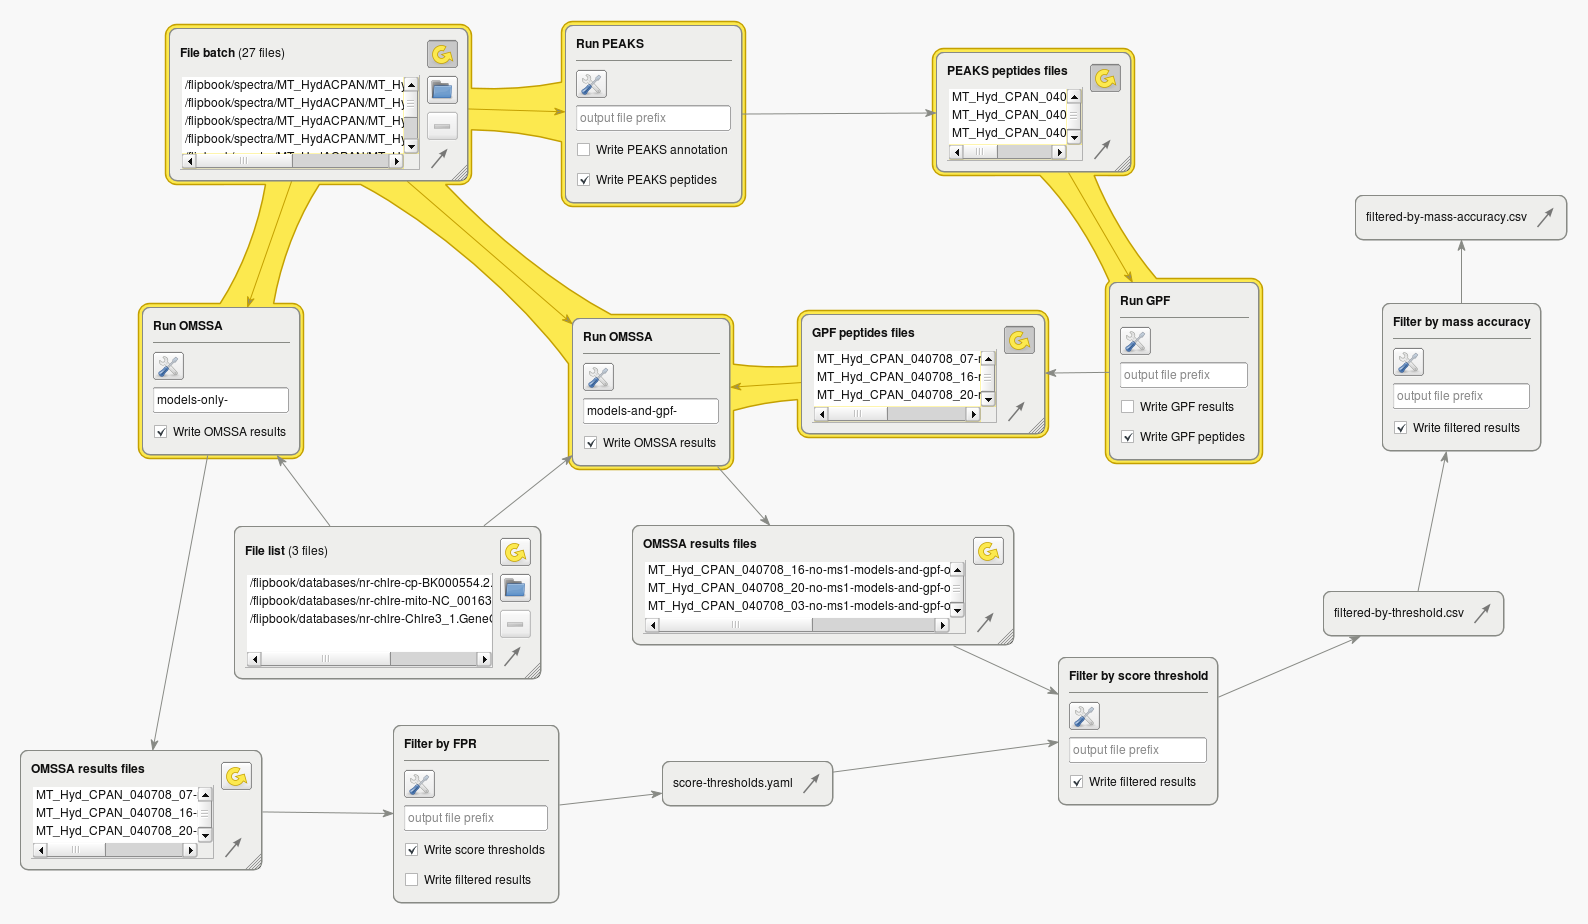 File batch (27 files)
/flipbook/spectra/MT_HydACPAN/MT_Hy
/flipbook/spectra/MT_HydACPAN/MT_Hy
/flipbook/spectra/MT_HydACPAN/MT_Hy
/flipbook/spectra/MT_HydACPAN/MT_Hy
Run PEAKS
output file prefix
Write PEAKS annotation
Write PEAKS peptides
PEAKS peptides files
MT_Hyd_CPAN_040
MT_Hyd_CPAN_040
MT_Hyd_CPAN_040
filtered-by-mass-accuracy.csv
Run OMSSA
models-only-
Write OMSSA results
Run OMSSA
models-and-gpf-
Write OMSSA results
GPF peptides files
MT_Hyd_CPAN_040708_07-r
MT_Hyd_CPAN_040708_16-r
MT_Hyd_CPAN_040708_20-r
Run GPF
output file prefix
Write GPF results
Write GPF peptides
Filter by mass accuracy
output file prefix
Write filtered results
File list (3 files)
/flipbook/databases/nr-chlre-cp-BK000554.2.
/flipbook/databases/nr-chlre-mito-NC_00163
/flipbook/databases/nr-chlre-Chlre3_1.Gene
OMSSA results files
MT_Hyd_CPAN_040708_16-no-ms1-models-and-gpf-o
MT_Hyd_CPAN_040708_20-no-ms1-models-and-gpf-o
MT_Hyd_CPAN_040708_03-no-ms1-models-and-gpf-o
filtered-by-threshold.csv
Filter by score threshold
output file prefix
Write filtered results
OMSSA results files
MT_Hyd_CPAN_040708_07-
MT_Hyd_CPAN_040708_16-
MT_Hyd_CPAN_040708_20-
Filter by FPR
output file prefix
Write score thresholds
Write filtered results
score-thresholds.yaml